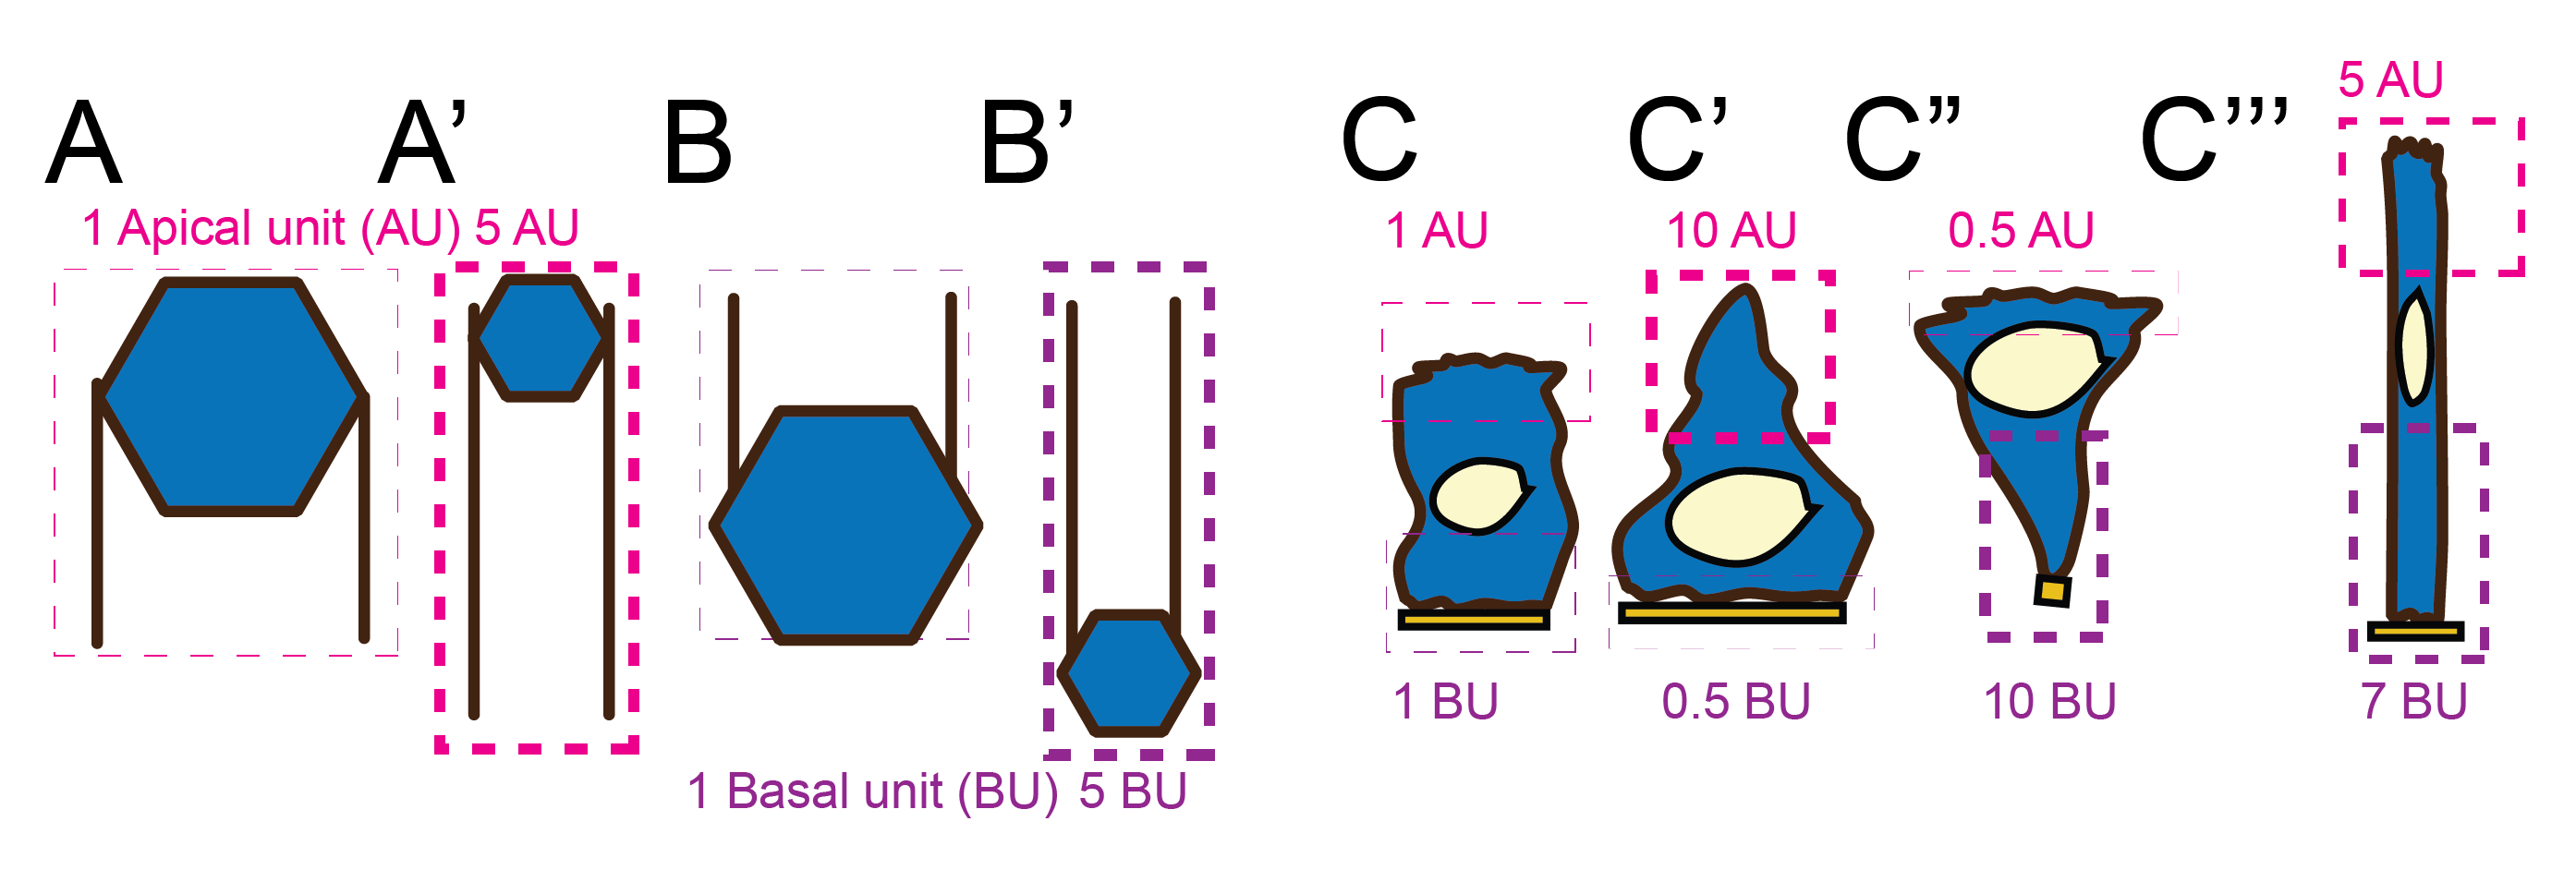 A
A’
B
B’
C
C’
C”
C’’’
5 AU
1 Apical unit (AU)
5 AU
1 AU
10 AU
0.5 AU
1 BU
0.5 BU
10 BU
7 BU
1 Basal unit (BU)
5 BU